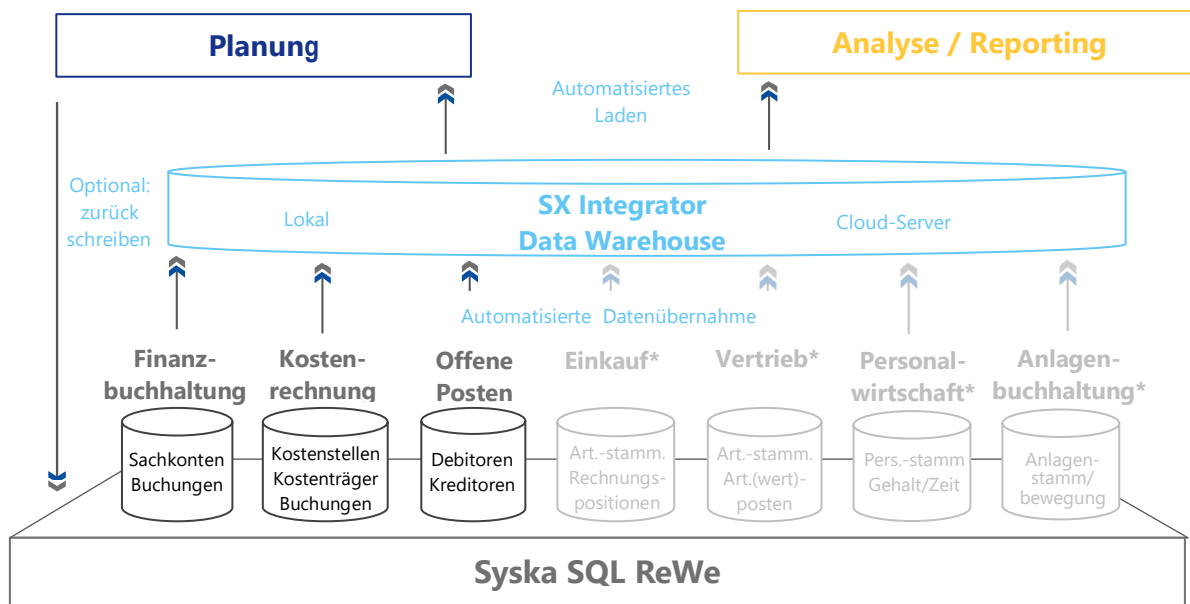 Planung
Analyse / Reporting
Automatisiertes
Laden
Optional:
zurück
schreiben
SX Integrator
Data Warehouse
Lokal
Cloud-Server
Automatisierte Datenübernahme
Finanz-
buchhaltung
Kosten-
rechnung
Offene
Posten
Einkauf*
Vertrieb*
Personal-
wirtschaft*
Anlagen-
buchhaltung*
Sachkonten
Buchungen
Kostenstellen
Kostenträger
Buchungen
Debitoren
Kreditoren
Art.-stamm.
Rechnungs-
positionen
Art.-stamm.
Art.(wert)-
posten
Pers.-stamm
Gehalt/Zeit
Anlagen-
stamm/
bewegung
Syska SQL ReWe